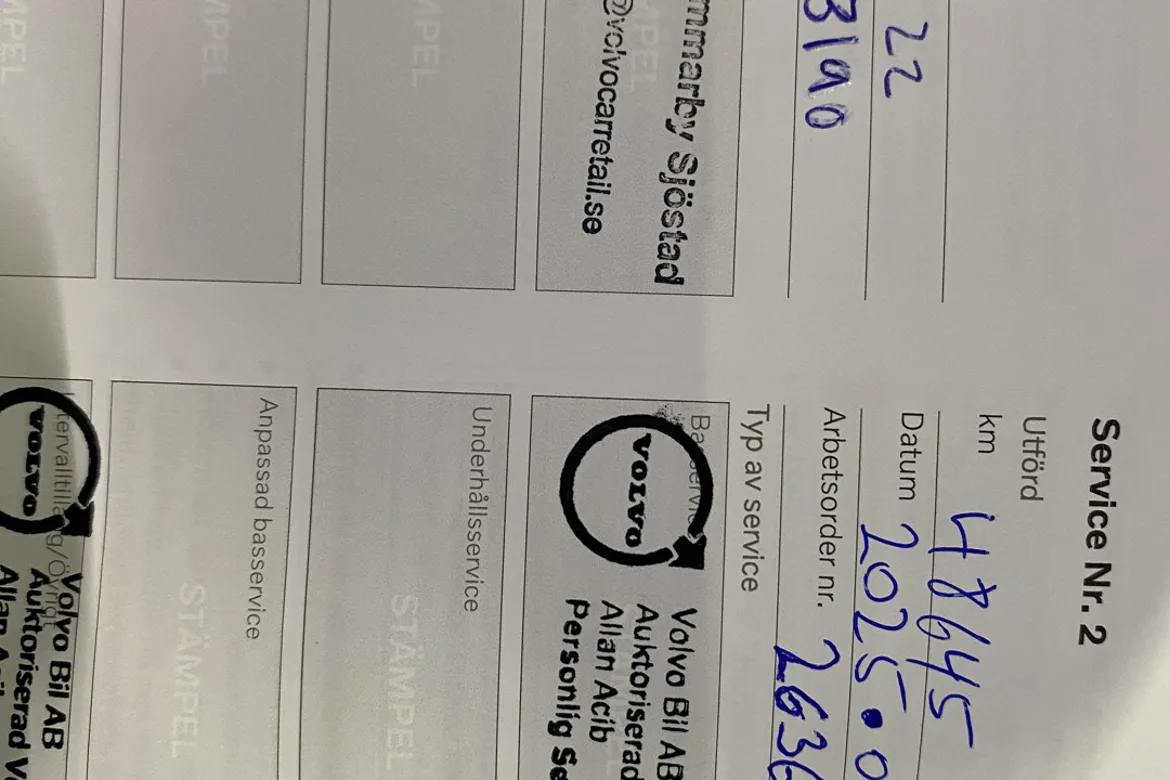 22
3190
mmarby Sjöstad
@volvocarretail.se
STÄMPEL
Service Nr. 2
Utförd
km 48645
Datum 2025.0
Arbetsorder nr. 2636
Typ av service
Basservice
VOLVO
Volvo Bil AB
Auktoriserad
Allan Acib
Personlig Se
Underhållsservice
STÄMPEL
Anpassad basservice
STÄMPEL
VOLVO
Volvo Bil AB
Auktoriserad V